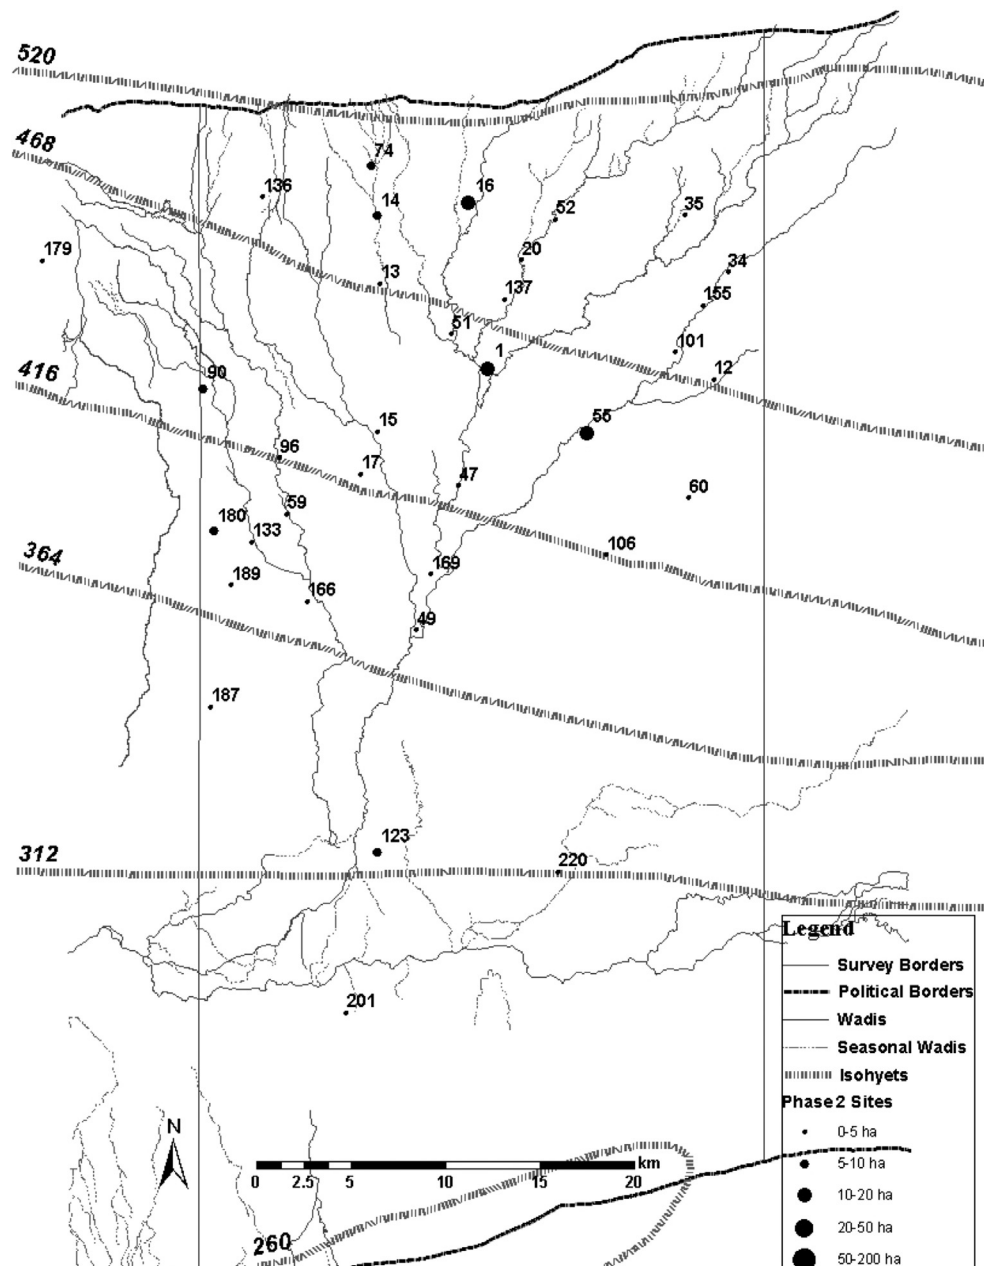 520
468
74
136
16
14
35
52
179
20
34
13
137
155
51
1
101
12
90
416
55
15
96
17
47
60
59
180
133
106
364
169
189
166
49
187
123
312
220
Legend
Survey Borders
Political Borders
201
Wadis
Seasonal Wadis
Isohyets
Phase 2 Sites
N
0-5 ha
km
5-10 ha
0 2.5 5 10 15 20
10-20 ha
20-50 ha
260
50-200 ha